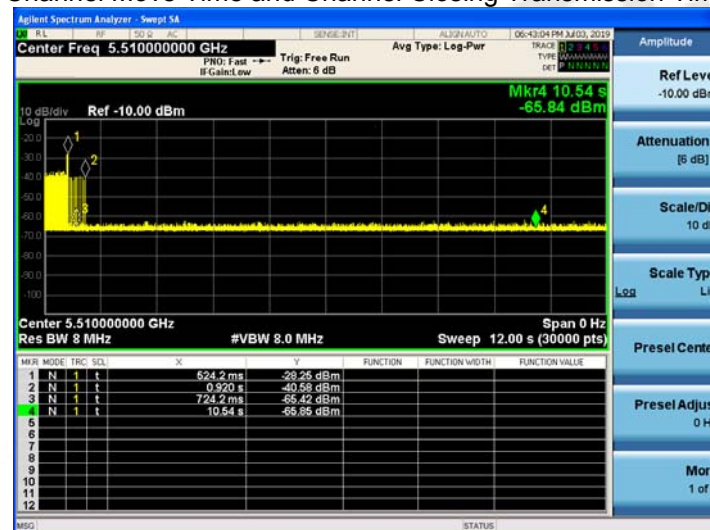 Channel Move Time and Channel Closing Transmission Tim
Agilent Spectrum Analyzer - Swept SA
RL RF 50 Ω AC SENSE:INT ALIGNAUTO 06:43:04 PM Jul 03, 2019
Center Freq 5.510000000 GHz
PNO: Fast
IFGain:Low
Trig: Free Run
Atten: 6 dB
Avg Type: Log-Pwr
TRACE 1 2 3 4 5 6
TYPE
DET P N N N N N
Mkr4 10.54 s
-65.84 dBm
10 dB/div Ref -10.00 dBm
Log
-20.0
-30.0
-40.0
-50.0
-60.0
-70.0
-80.0
-90.0
-100
1
2
3
4
Center 5.510000000 GHz Span 0 Hz
Res BW 8 MHz #VBW 8.0 MHz Sweep 12.00 s (30000 pts)
MKR MODE TRC SCL X Y FUNCTION FUNCTION WIDTH FUNCTION VALUE
1 N 1 t 524.2 ms -28.25 dBm
2 N 1 t 0.920 s -40.58 dBm
3 N 1 t 724.2 ms -65.42 dBm
4 N 1 t 10.54 s -65.85 dBm
5
6
7
8
9
10
11
12
MSG STATUS
Amplitude
Ref Leve
-10.00 dBm
Attenuation
[6 dB]
Scale/Di
10 d
Scale Typ
Log Li
Presel Cente
Presel Adjus
0 H
Mor
1 of